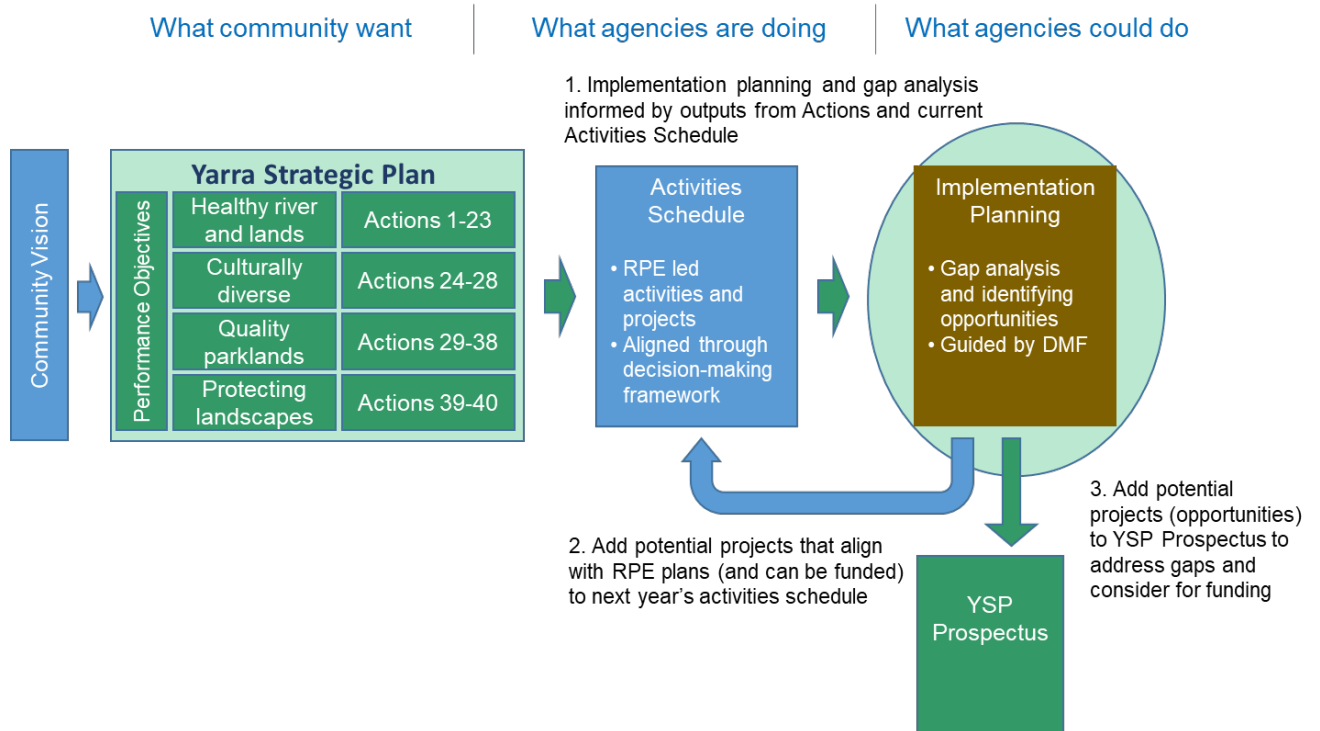 What community want
What agencies are doing
What agencies could do
1. Implementation planning and gap analysis
informed by outputs from Actions and current
Activities Schedule
Community Vision
Yarra Strategic Plan
Performance Objectives
Healthy river
and lands
Actions 1-23
Culturally
diverse
Actions 24-28
Quality
parklands
Actions 29-38
Protecting
landscapes
Actions 39-40
Activities
Schedule
• RPE led
activities and
projects
• Aligned through
decision-making
framework
Implementation
Planning
• Gap analysis
and identifying
opportunities
• Guided by DMF
2. Add potential projects that align
with RPE plans (and can be funded)
to next year’s activities schedule
3. Add potential
projects (opportunities)
to YSP Prospectus to
address gaps and
consider for funding
YSP
Prospectus